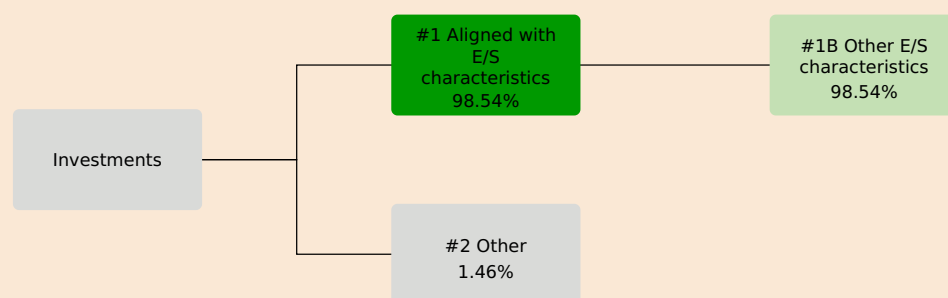 #1 Aligned with
E/S
characteristics
98.54%
#1B Other E/S
characteristics
98.54%
Investments
#2 Other
1.46%